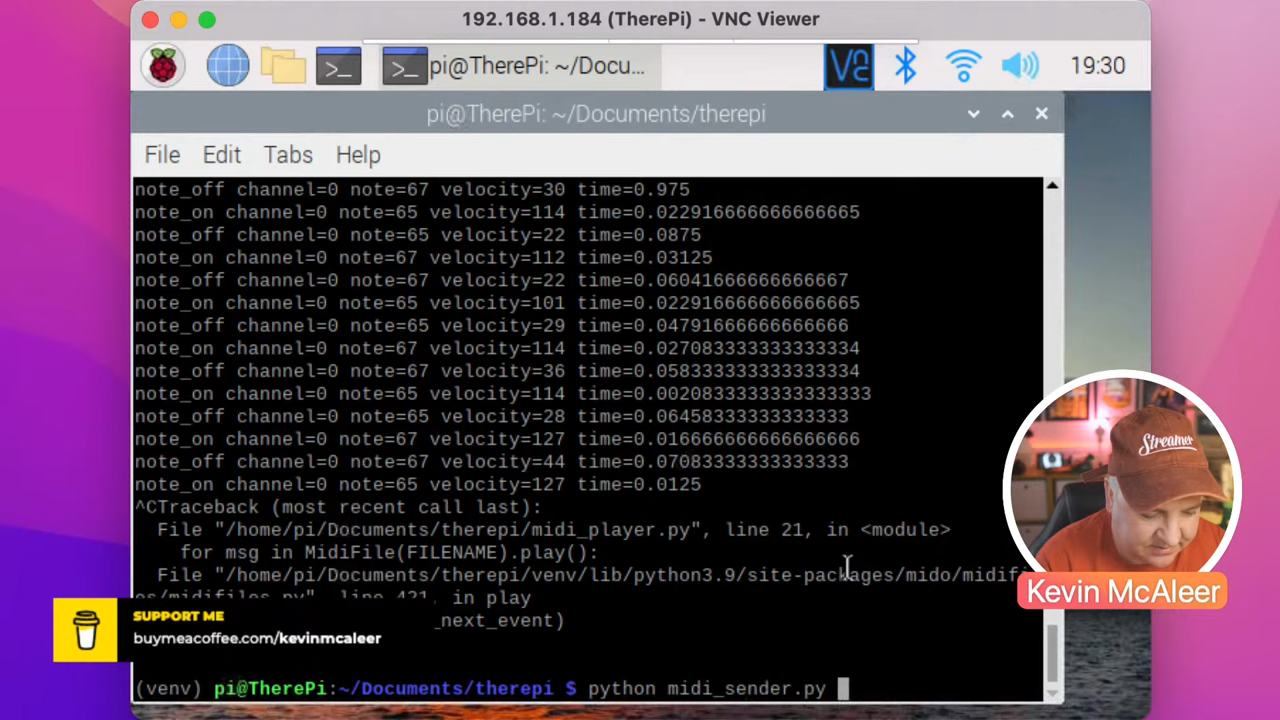 192.168.1.184 (TherePi) - VNC Viewer
pi@TherePi: ~/Docu...
19:30
pi@TherePi: ~/Documents/therepi
File Edit Tabs Help
note_off channel=0 note=67 velocity=30 time=0.975
note_on channel=0 note=65 velocity=114 time=0.022916666666666665
note_off channel=0 note=65 velocity=22 time=0.0875
note_on channel=0 note=67 velocity=112 time=0.03125
note_off channel=0 note=67 velocity=22 time=0.06041666666666667
note_on channel=0 note=65 velocity=101 time=0.022916666666666665
note_off channel=0 note=65 velocity=29 time=0.0479166666666666
note_on channel=0 note=67 velocity=114 time=0.027083333333333334
note_off channel=0 note=67 velocity=36 time=0.058333333333333334
note_on channel=0 note=65 velocity=114 time=0.0020833333333333333
note_off channel=0 note=65 velocity=28 time=0.0645833333333333
note_on channel=0 note=67 velocity=127 time=0.016666666666666666
note_off channel=0 note=67 velocity=44 time=0.0708333333333333
note_on channel=0 note=65 velocity=127 time=0.0125
^CTraceback (most recent call last):
File "/home/pi/Documents/therepi/midi_player.py", line 21, in <module>
for msg in MidiFile(FILENAME).play():
File "/home/pi/Documents/therepi/venv/lib/python3.9/site-packages/mido/midifi
es/midifiles.py", line 421, in play
_next_event)
(venv) pi@TherePi:~/Documents/therepi $ python midi_sender.py
Streamer
Kevin McAleer
SUPPORT ME
buymeacoffee.com/kevinmcaleer